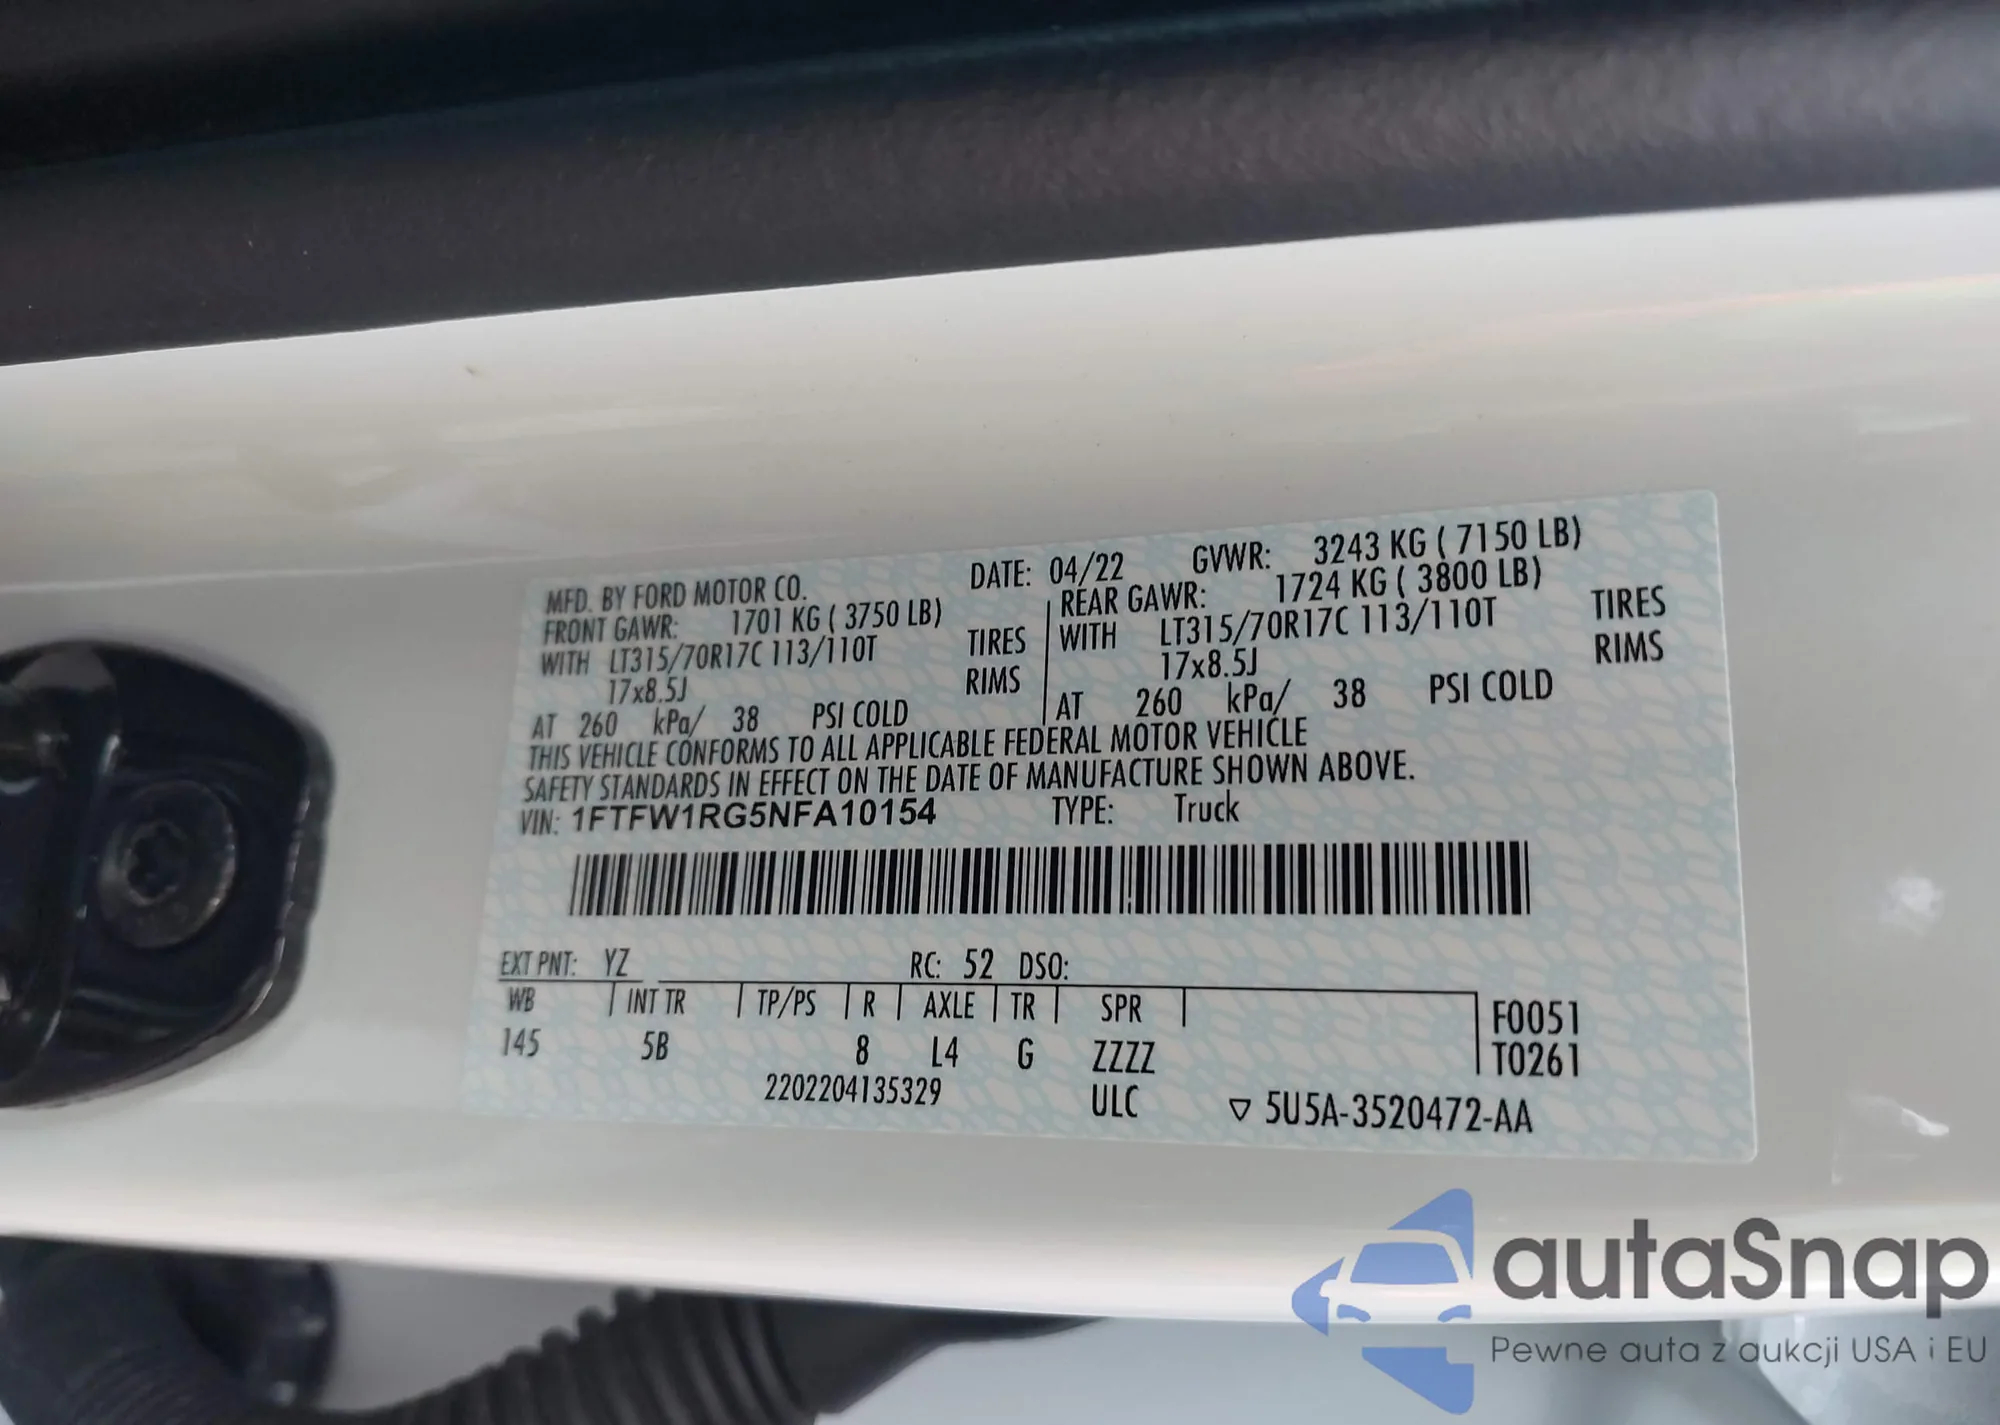 MFD. BY FORD MOTOR CO. DATE: 04/22 GVWR: 3243 KG ( 7150 LB)
FRONT GAWR: 1701 KG ( 3750 LB) REAR GAWR: 1724 KG ( 3800 LB)
WITH LT315/70R17C 113/110T TIRES WITH LT315/70R17C 113/110T TIRES
17x8.5J RIMS 17x8.5J RIMS
AT 260 kPa/ 38 PSI COLD AT 260 kPa/ 38 PSI COLD
THIS VEHICLE CONFORMS TO ALL APPLICABLE FEDERAL MOTOR VEHICLE
SAFETY STANDARDS IN EFFECT ON THE DATE OF MANUFACTURE SHOWN ABOVE.
VIN: 1FTFW1RG5NFA10154 TYPE: Truck
EXT PNT: YZ RC: 52 DSO:
WB INT TR TP/PS R AXLE TR SPR F0051
145 5B 8 L4 G ZZZZ T0261
2202204135329 ULC ▽ 5U5A-3520472-AA
autaSnap
Pewne auta z aukcji USA i EU